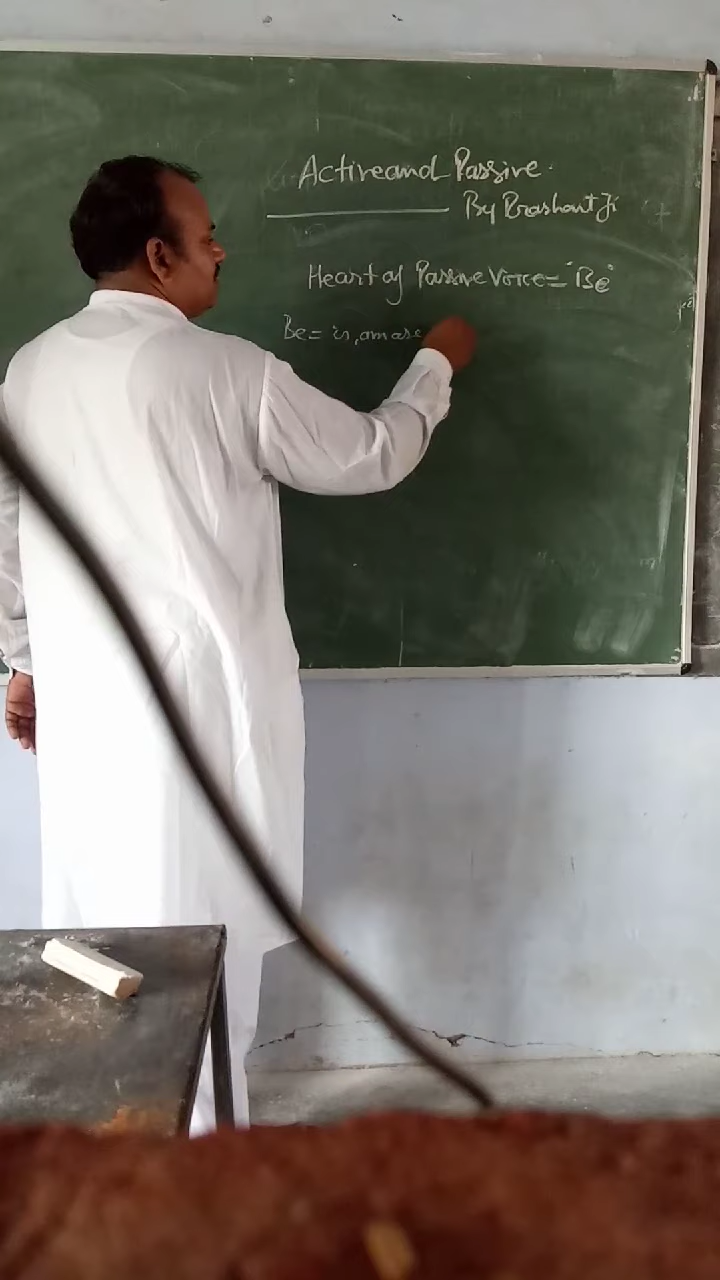 Active and Passive.
By Prashant Ji
Heart of Passive Voice = "Be"
Be = is, am are